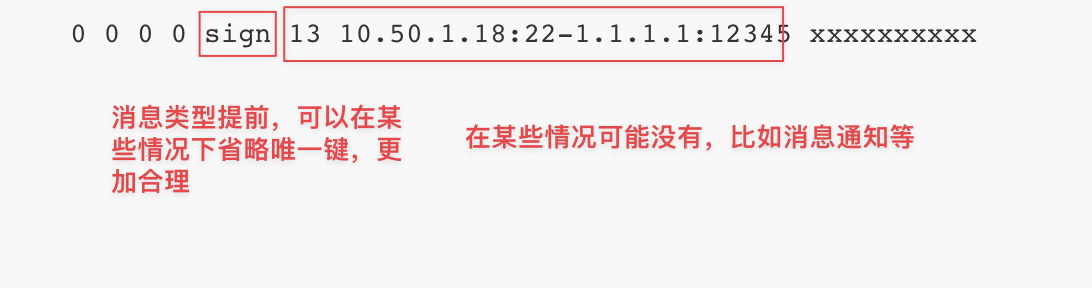 0 0 0 0 sign 13 10.50.1.18:22-1.1.1.1:12345 xxxxxxxxxx
消息类型提前，可以在某
些情况下省略唯一键，更
加合理
在某些情况可能没有，比如消息通知等